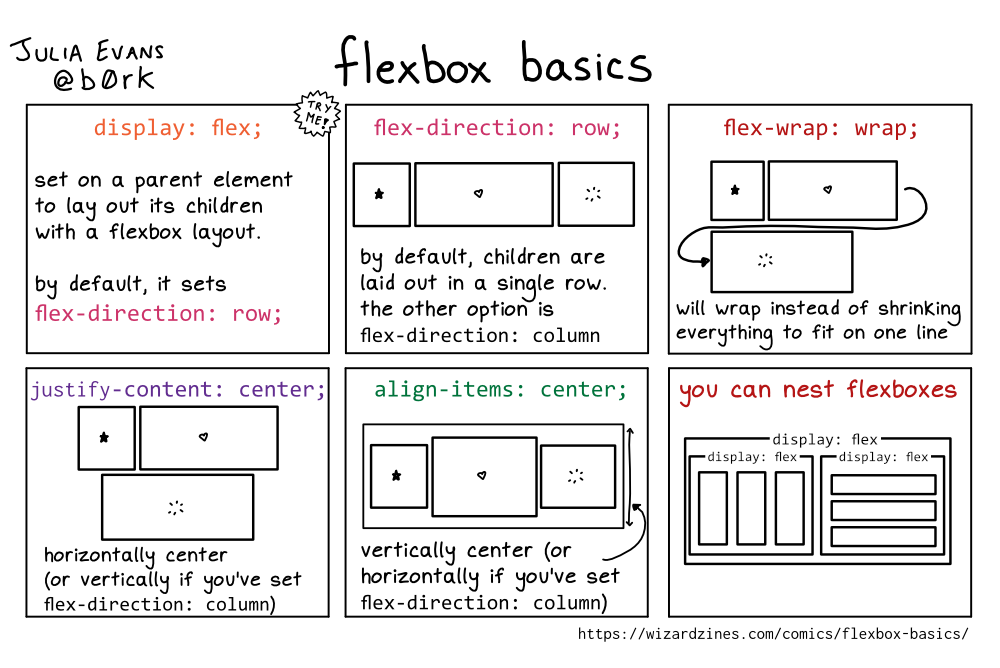 JULIA EVANS
@b0rk
flexbox basics
TRY
ME!
display: flex;
set on a parent element
to lay out its children
with a flexbox layout.
by default, it sets
flex-direction: row;
flex-direction: row;
by default, children are
laid out in a single row.
the other option is
flex-direction: column
flex-wrap: wrap;
will wrap instead of shrinking
everything to fit on one line
justify-content: center;
horizontally center
(or vertically if you've set
flex-direction: column)
align-items: center;
vertically center (or
horizontally if you've set
flex-direction: column)
you can nest flexboxes
display: flex
display: flex
display: flex
https://wizardzines.com/comics/flexbox-basics/